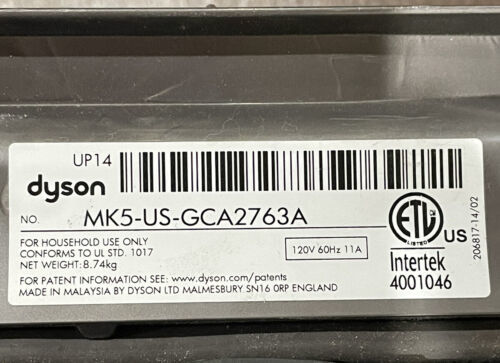 UP14
dyson
NO. MK5-US-GCA2763A
FOR HOUSEHOLD USE ONLY
CONFORMS TO UL STD. 1017
NET WEIGHT: 8.74kg
120V 60Hz 11A
FOR PATENT INFORMATION SEE: www.dyson.com/patents
MADE IN MALAYSIA BY DYSON LTD MALMESBURY SN16 0RP ENGLAND
ETL
LISTED
US
Intertek
4001046
206817-14/02